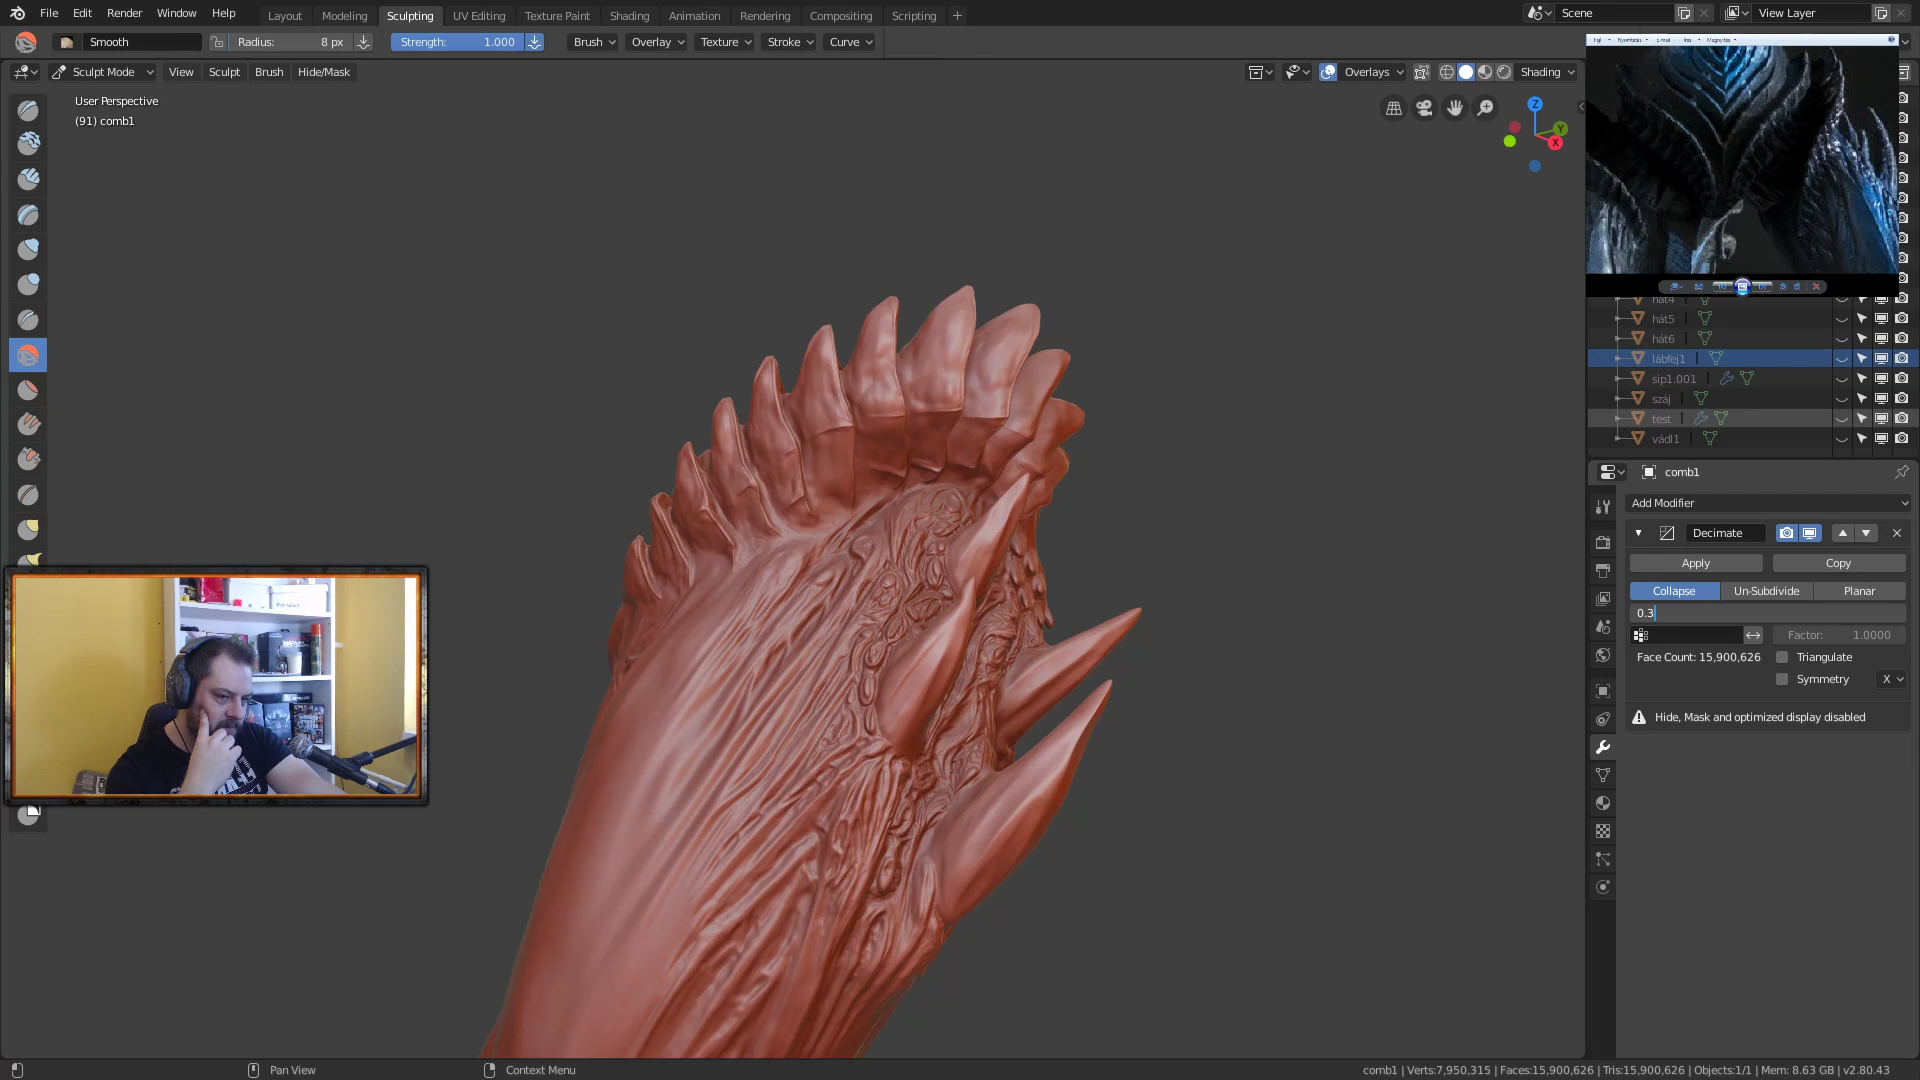 File Edit Render Window Help Layout Modeling Sculpting UV Editing Texture Paint Shading Animation Rendering Compositing Scripting + Scene View Layer
Smooth Radius: 8 px Strength: 1.000 Brush Overlay Texture Stroke Curve
Sculpt Mode View Sculpt Brush Hide/Mask Overlays Shading
User Perspective
(91) comb1
Z
Y
X
hát4
hát5
hát6
lábfej1
sip1.001
száj
test
vádl1
comb1
Add Modifier
Decimate
Apply Copy
Collapse Un-Subdivide Planar
0.3
Factor: 1.0000
Face Count: 15,900,626 Triangulate
Symmetry X
Hide, Mask and optimized display disabled
Pan View Context Menu comb1 | Verts:7,950,315 | Faces:15,900,626 | Tris:15,900,626 | Objects:1/1 | Mem: 8.63 GB | v2.80.43